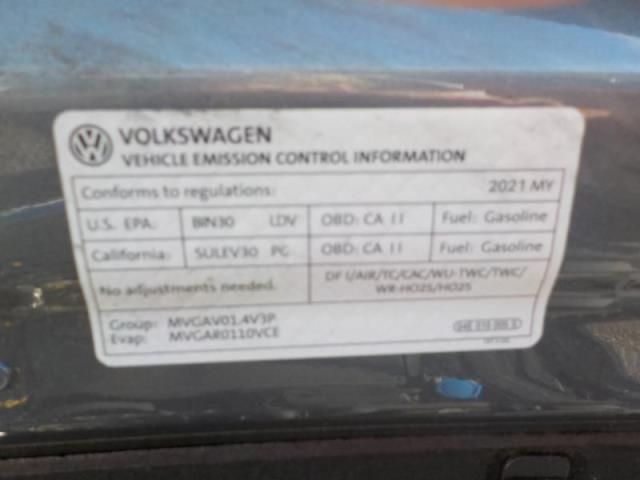 VOLKSWAGEN
VEHICLE EMISSION CONTROL INFORMATION
Conforms to regulations: 2021 MY
U.S. EPA: BIN30 LDV OBD: CA II Fuel: Gasoline
California: SULEV30 PC OBD: CA II Fuel: Gasoline
No adjustments needed. DF I/AIR/TC/CAC/WU-TWC/TWC/
WR-HO2S/HO2S
Group: MVGAV01.4V3P
Evap: MVGAR0110VCE